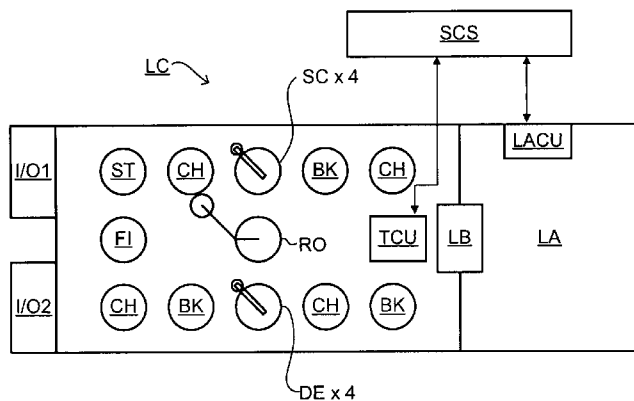 SCS
LC
SC x 4
I/O1
ST
CH
BK
CH
LACU
FI
RO
TCU
LB
LA
I/O2
CH
BK
CH
BK
DE x 4